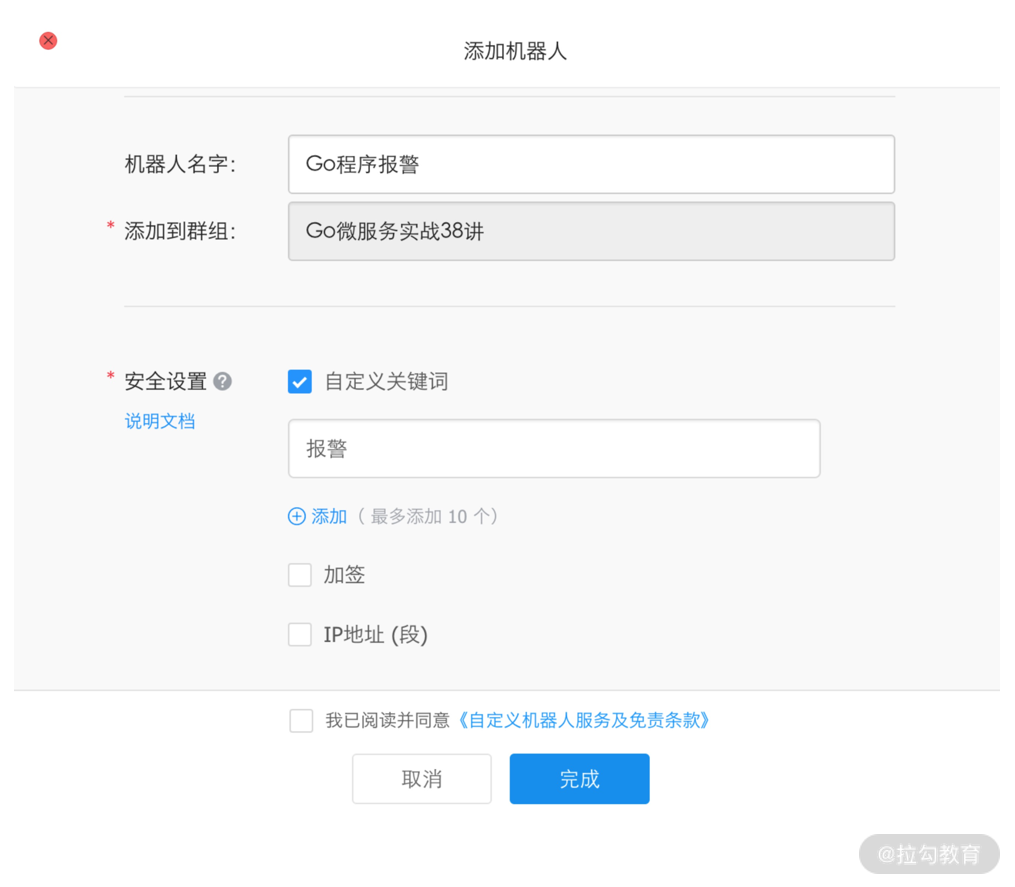 添加机器人
机器人名字:
Go程序报警
* 添加到群组:
Go微服务实战38讲
* 安全设置 ?
自定义关键词
说明文档
报警
添加（ 最多添加 10 个）
加签
IP地址 (段)
我已阅读并同意《自定义机器人服务及免责条款》
取消
完成
@拉勾教育